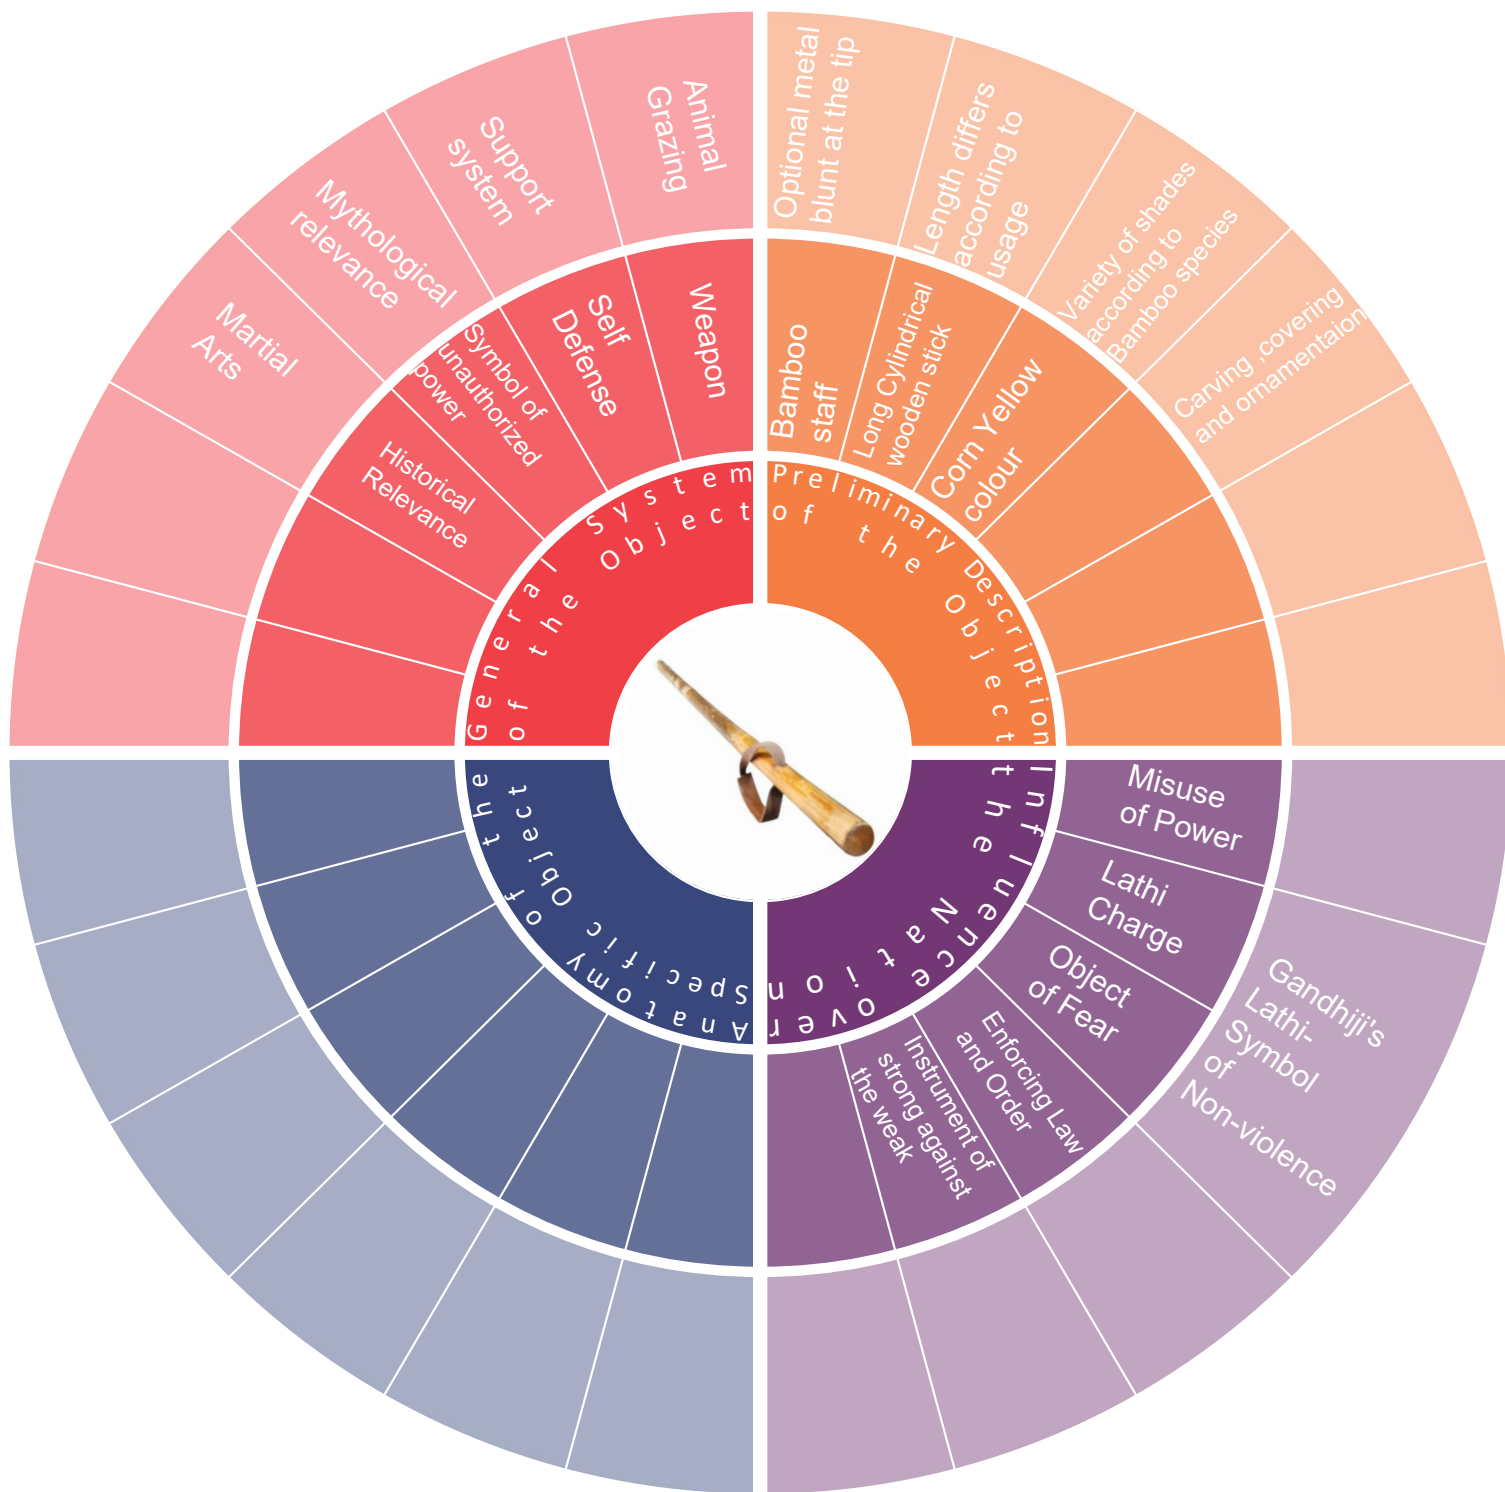 General System
of the Object
Weapon
Self
Defense
Symbol of
unauthorized
power
Historical
Relevance
Animal
Grazing
Support
system
Mythological
relevance
Martial
Arts
Preliminary Description
of the Object
Bamboo
staff
Long Cylindrical
wooden stick
Corn Yellow
colour
Optional metal
blunt at the tip
Length differs
according to
usage
Variety of shades
according to
Bamboo species
Carving ,covering
and ornamentaion
Influence over
the Nation
Misuse
of Power
Lathi
Charge
Object
of Fear
Enforcing Law
and Order
Instrument of
strong against
the weak
Gandhiji's
Lathi-
Symbol
of
Non-violence
Anatomy of the
Specific Object